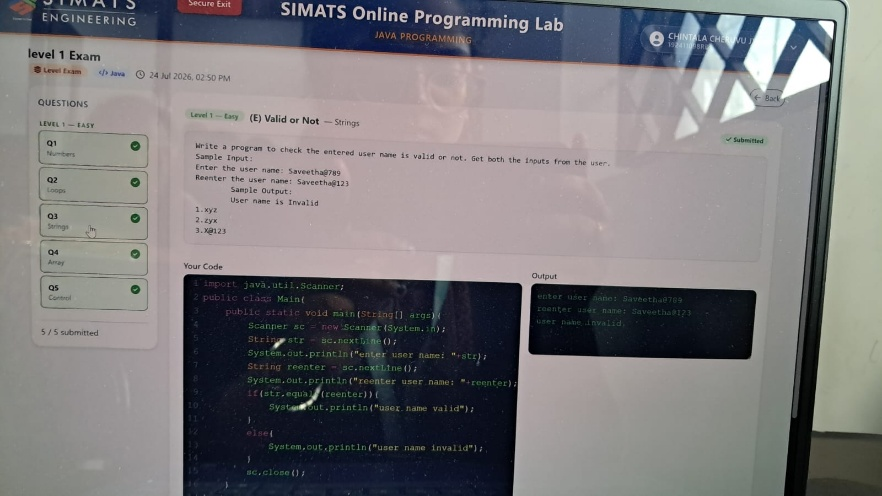 SIMATS
ENGINEERING
Secure Exit
SIMATS Online Programming Lab
JAVA PROGRAMMING
level 1 Exam
Level Exam
</> Java
24 Jul 2026, 02:50 PM
← Back
QUESTIONS
LEVEL 1 — EASY
Q1
Numbers
Q2
Loops
Q3
Strings
Q4
Array
Q5
Control
5 / 5 submitted
Level 1 — Easy (E) Valid or Not — Strings
✓ Submitted
Write a program to check the entered user name is valid or not. Get both the inputs from the user.
Sample Input:
Enter the user name: Saveetha@789
Reenter the user name: Saveetha@123
Sample Output:
User name is Invalid
1.xyz
2.zyx
3.X@123
Your Code
1 import java.util.Scanner;
2 public class Main{
public static void main(String[] args){
Scanner sc = new Scanner(System.in);
String str = sc.nextLine();
System.out.println("enter user name: "+str);
String reenter = sc.nextLine();
System.out.println("reenter user name: "+reenter);
if(str.equals(reenter)){
System.out.println("user name valid");
}
else{
System.out.println("user name invalid");
}
sc.close();
}
Output
enter user name: Saveetha@789
reenter user name: Saveetha@123
user name invalid